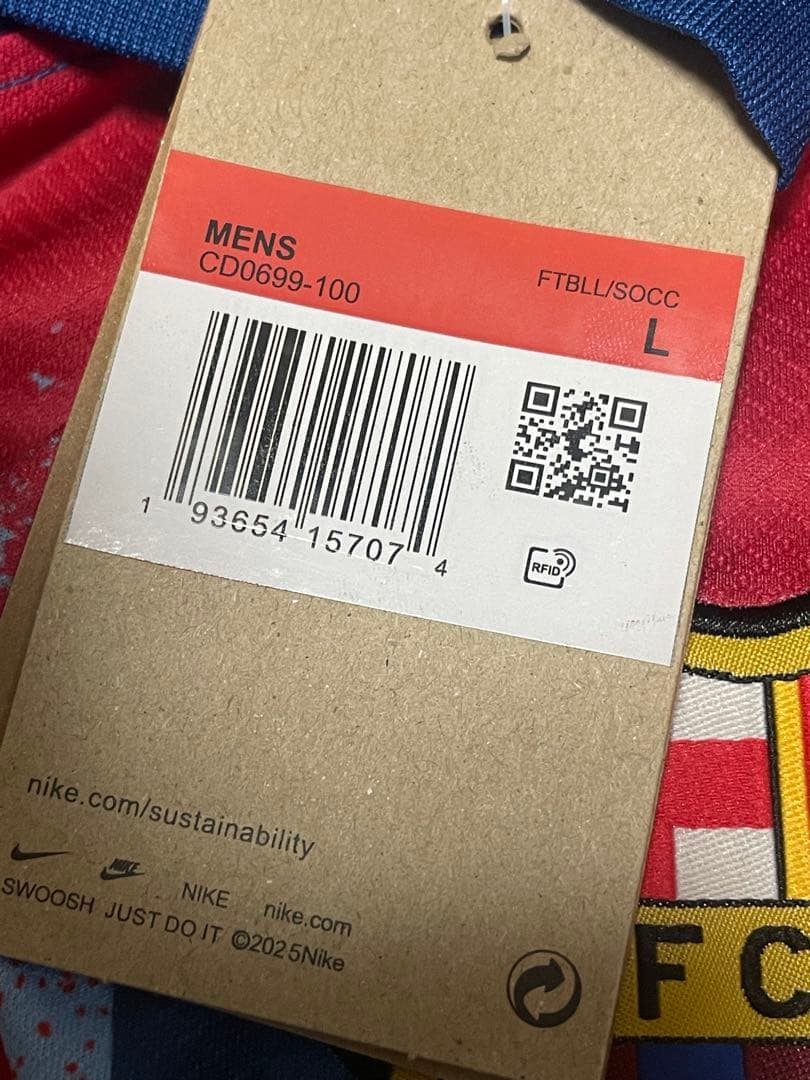 MENS
CD0699-100
FTBLL/SOCC
L
1 93654 15707 4
RFID
nike.com/sustainability
NIKE NIKE nike.com
SWOOSH JUST DO IT ©2025Nike
FC